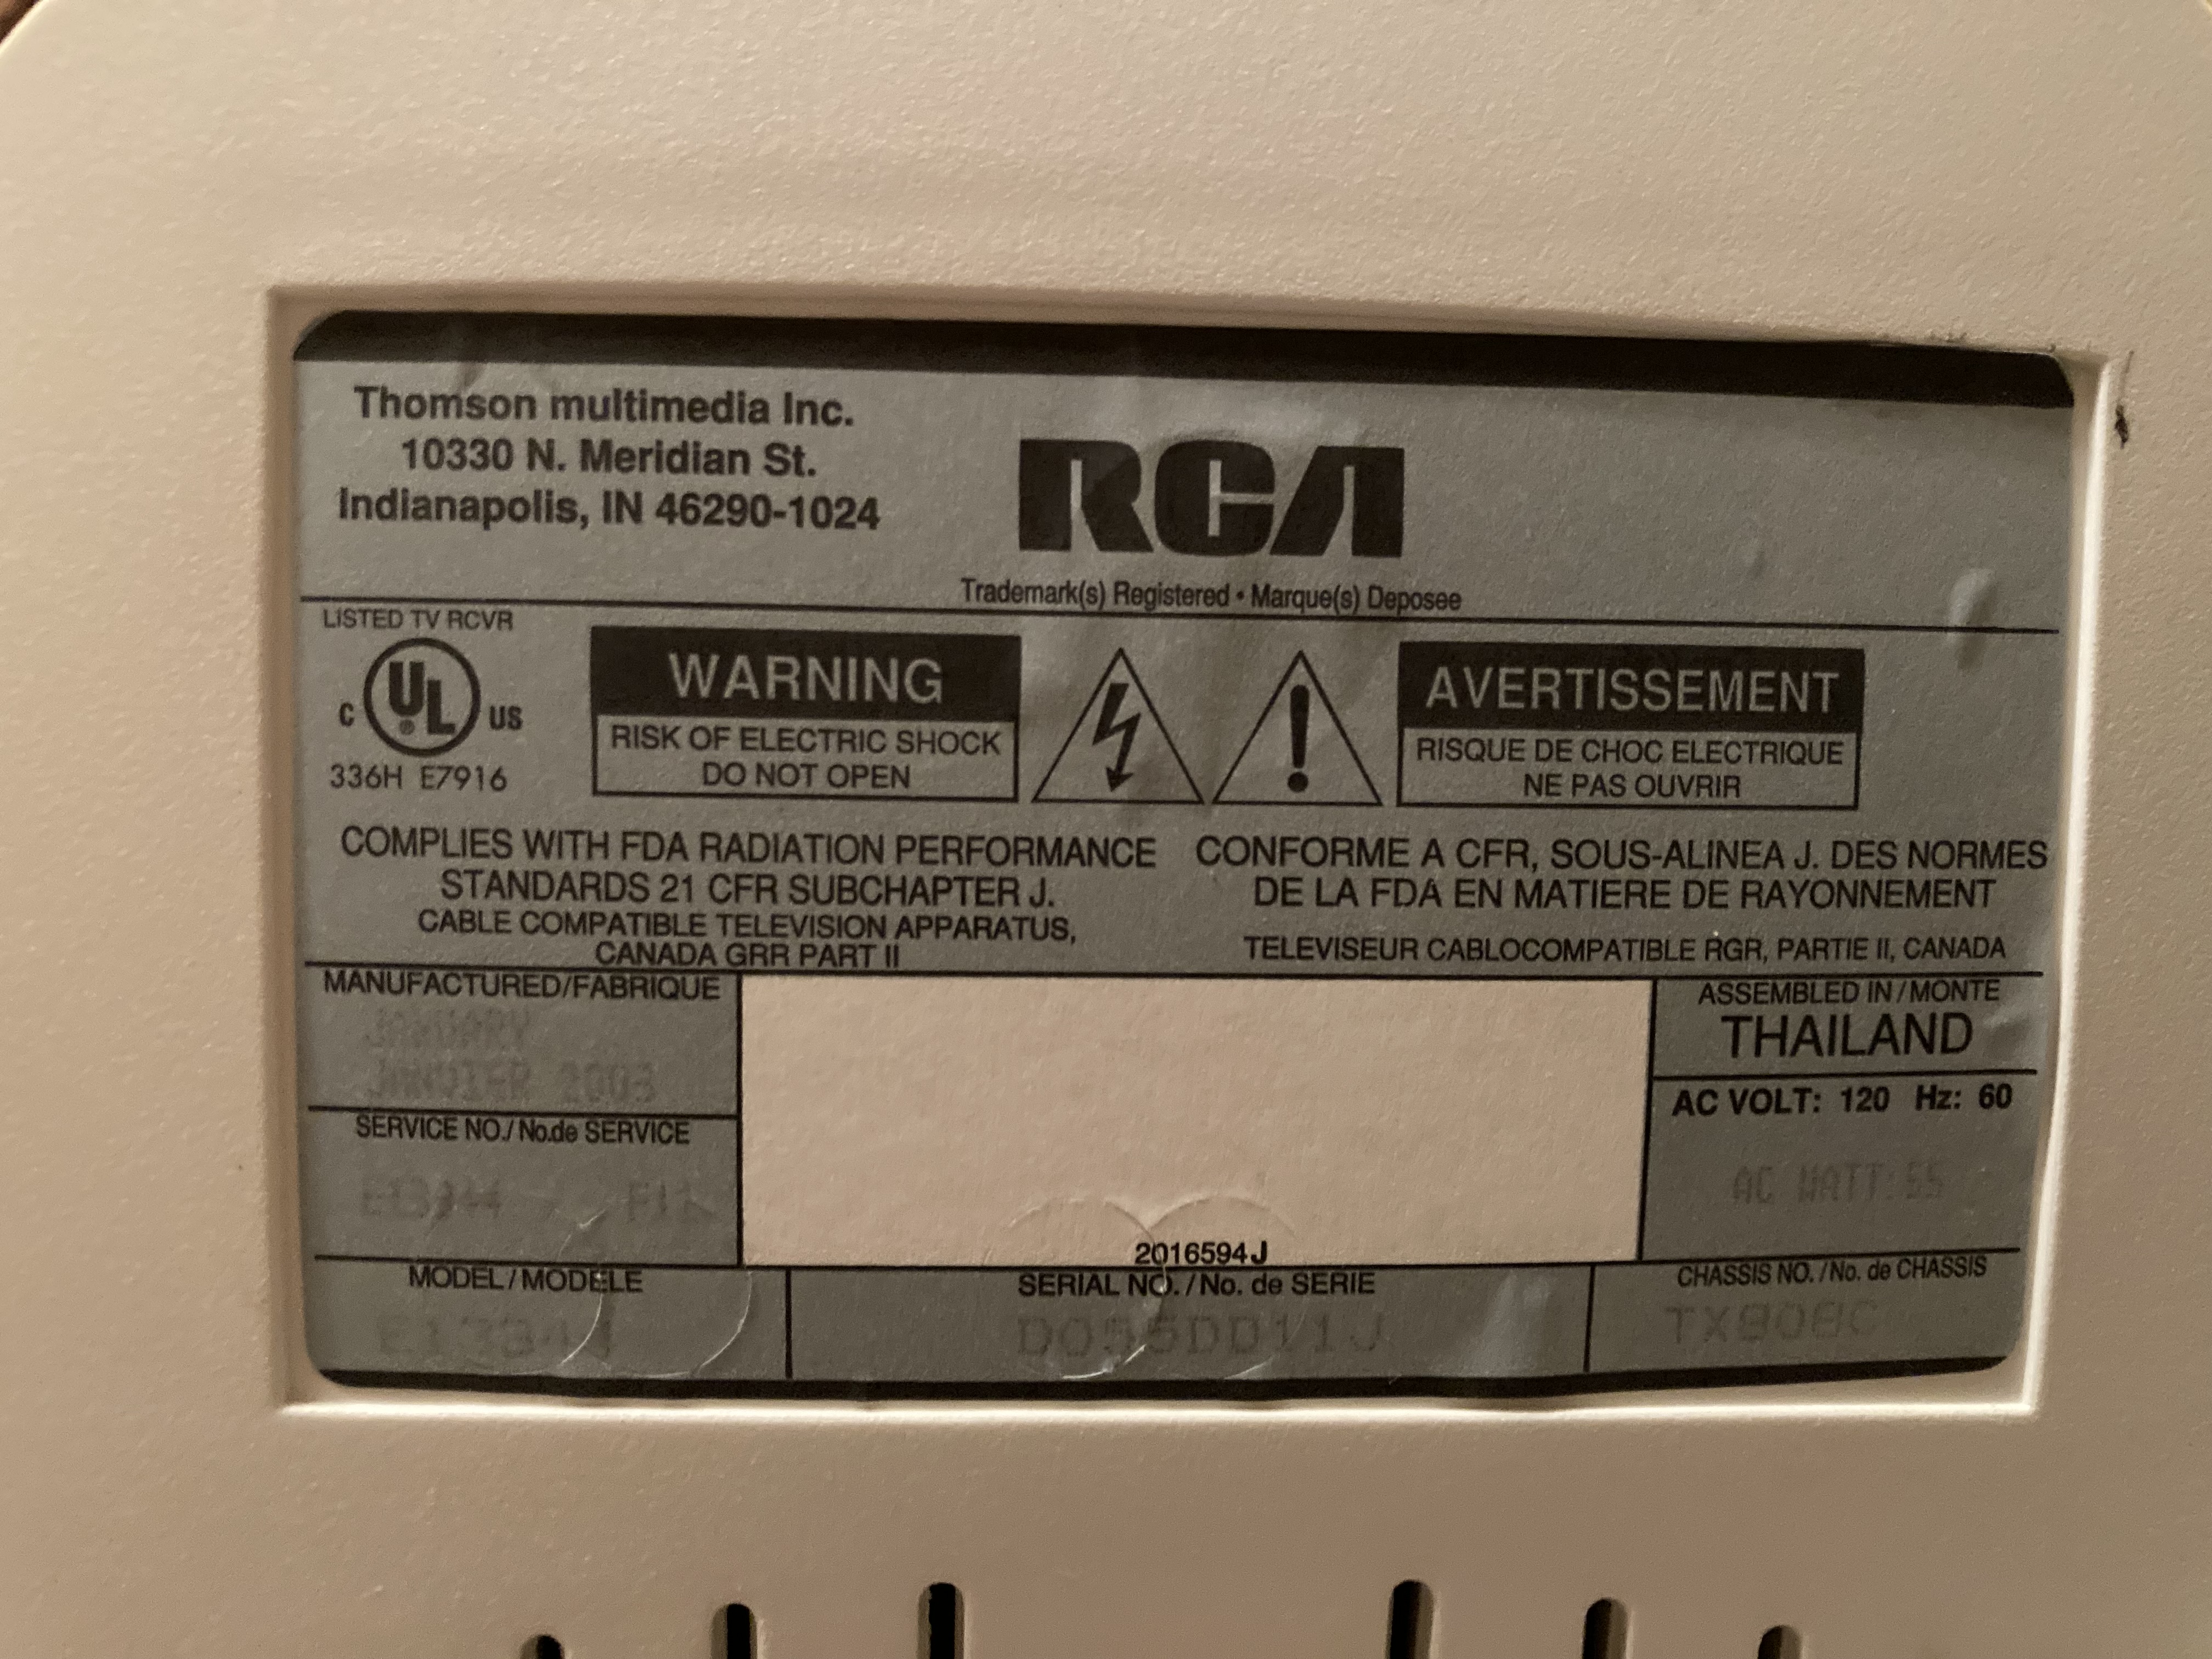 Thomson multimedia Inc.
10330 N. Meridian St.
Indianapolis, IN 46290-1024
RCA
Trademark(s) Registered • Marque(s) Deposee
LISTED TV RCVR
C UL US
336H E7916
WARNING
RISK OF ELECTRIC SHOCK
DO NOT OPEN
AVERTISSEMENT
RISQUE DE CHOC ELECTRIQUE
NE PAS OUVRIR
COMPLIES WITH FDA RADIATION PERFORMANCE
STANDARDS 21 CFR SUBCHAPTER J.
CABLE COMPATIBLE TELEVISION APPARATUS,
CANADA GRR PART II
CONFORME A CFR, SOUS-ALINEA J. DES NORMES
DE LA FDA EN MATIERE DE RAYONNEMENT
TELEVISEUR CABLOCOMPATIBLE RGR, PARTIE II, CANADA
MANUFACTURED/FABRIQUE
JANUARY
JANVIER 2003
SERVICE NO./No.de SERVICE
E13344
2016594J
ASSEMBLED IN/MONTE
THAILAND
AC VOLT: 120 Hz: 60
AC WATT:
MODEL/MODELE
E13344
SERIAL NO./No. de SERIE
CHASSIS NO./No. de CHASSIS
TX808C